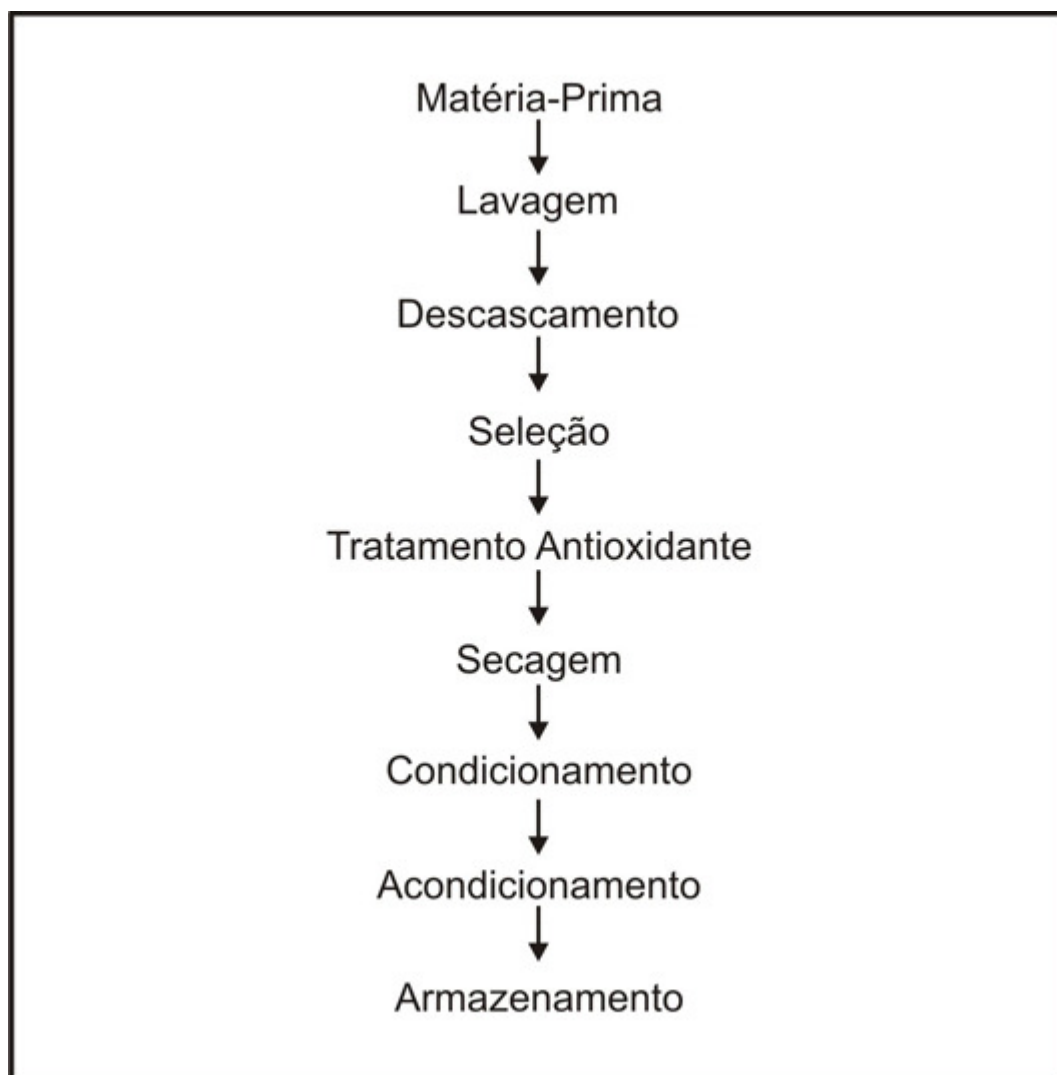 Matéria-Prima
Lavagem
Descascamento
Seleção
Tratamento Antioxidante
Secagem
Condicionamento
Acondicionamento
Armazenamento